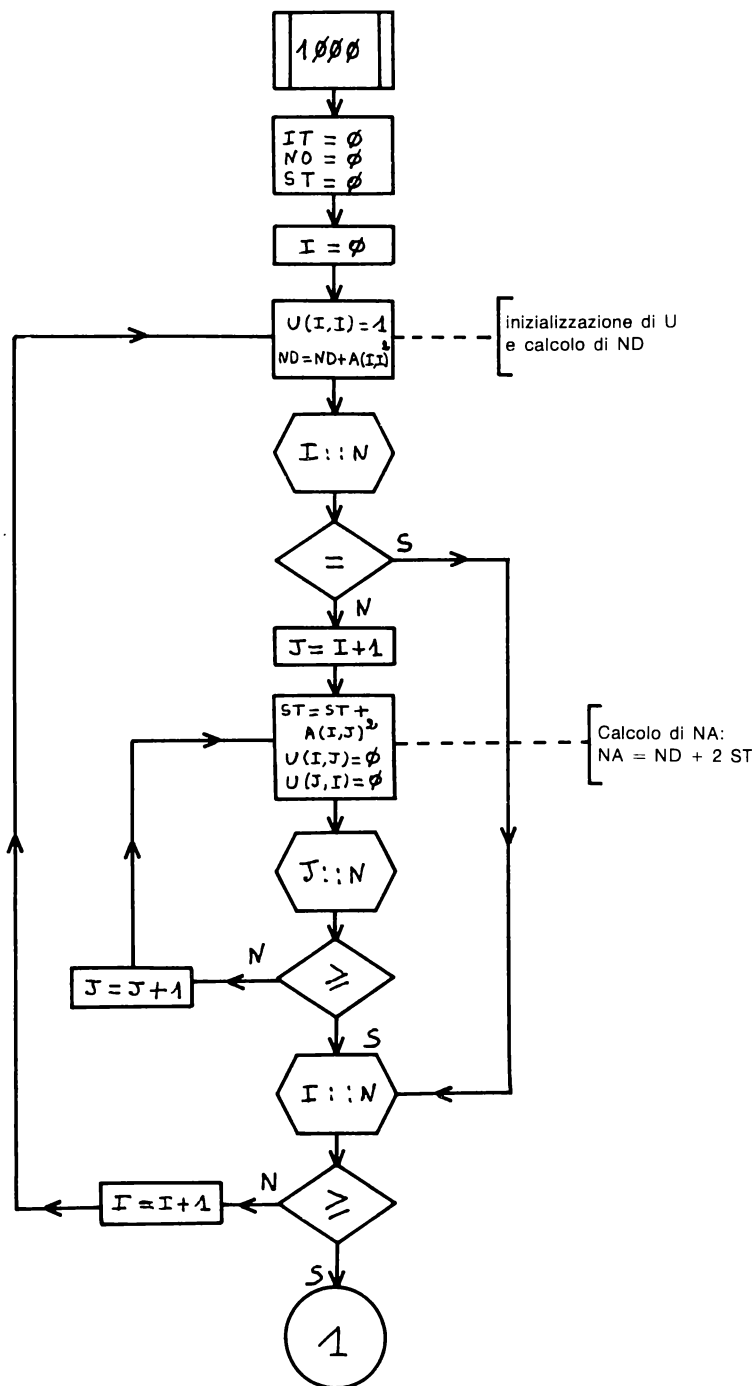 1ØØØ
IT = Ø
NO = Ø
ST = Ø
I = Ø
U(I,I)=1
ND=ND+A(I,I)²
inizializzazione di U
e calcolo di ND
I::N
=
S
N
J=I+1
ST=ST+
A(I,J)²
U(I,J)=Ø
U(J,I)=Ø
Calcolo di NA:
NA = ND + 2 ST
J::N
≥
N
J=J+1
S
I::N
≥
N
I=I+1
S
1